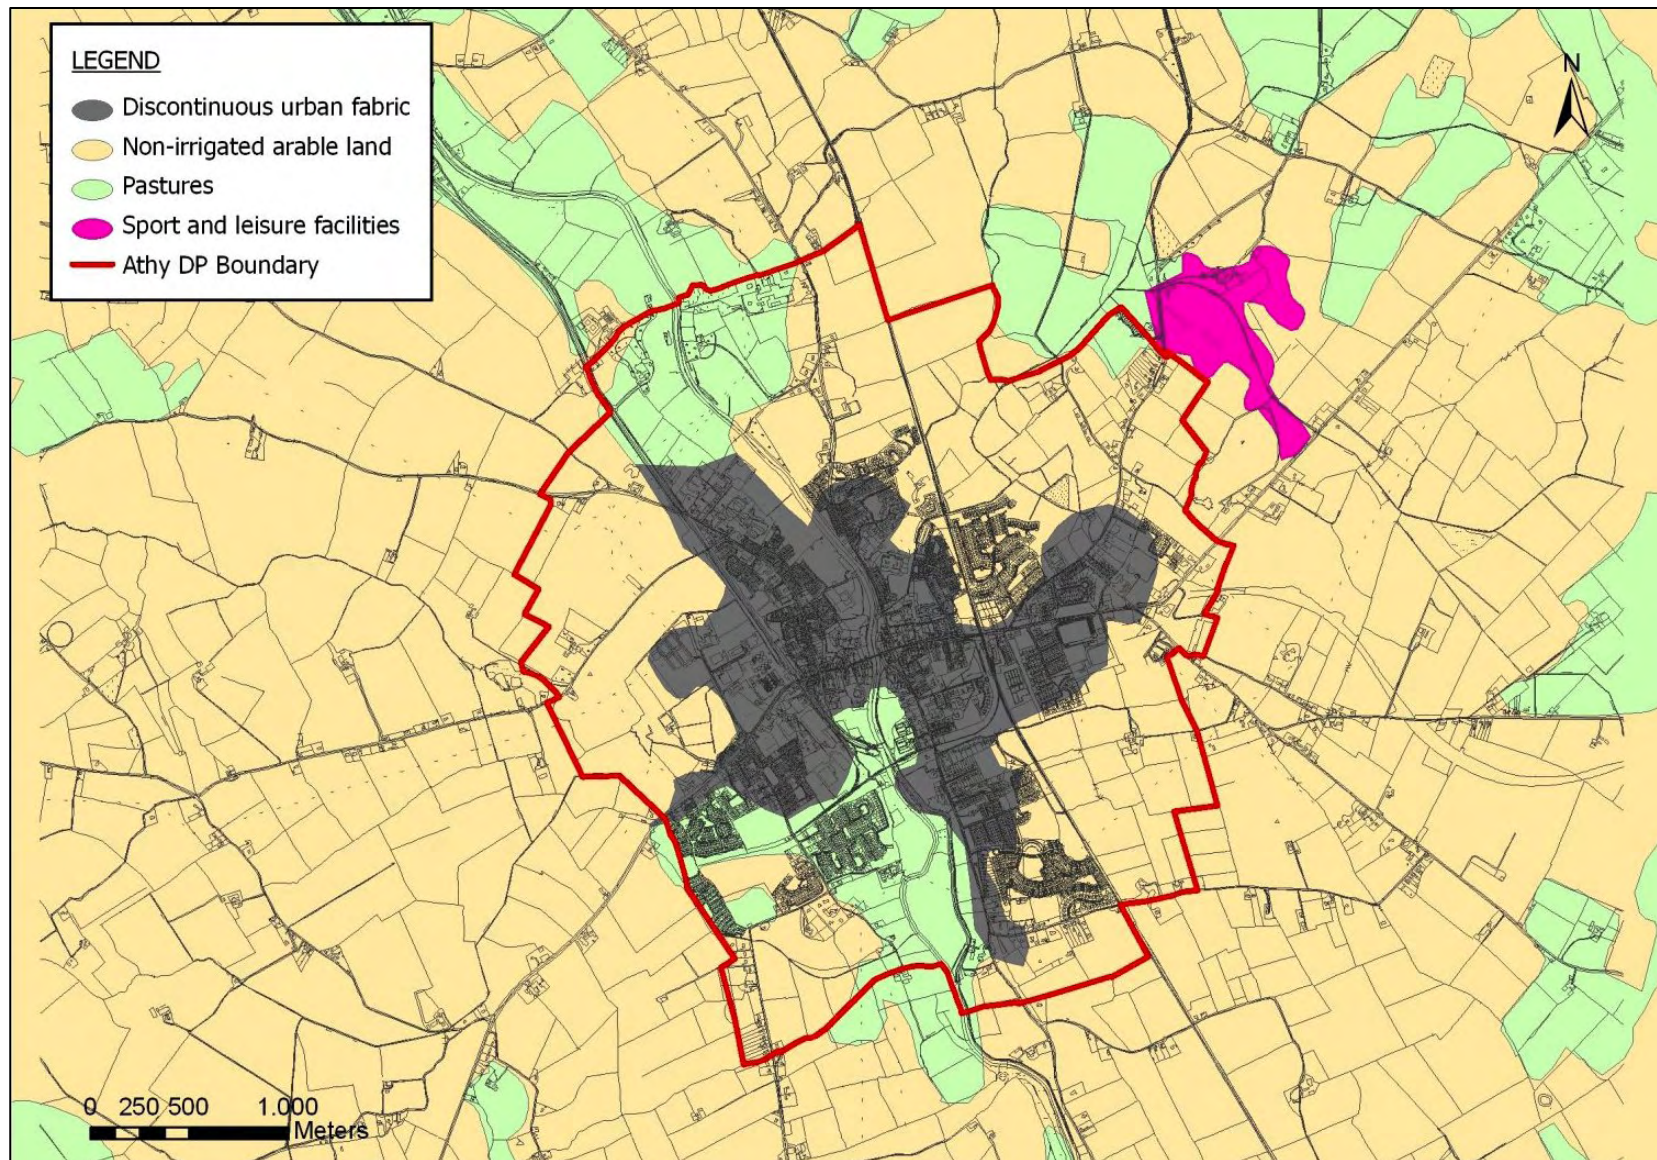 LEGEND
Discontinuous urban fabric
Non-irrigated arable land
Pastures
Sport and leisure facilities
Athy DP Boundary
N
0 250 500 1.000
Meters